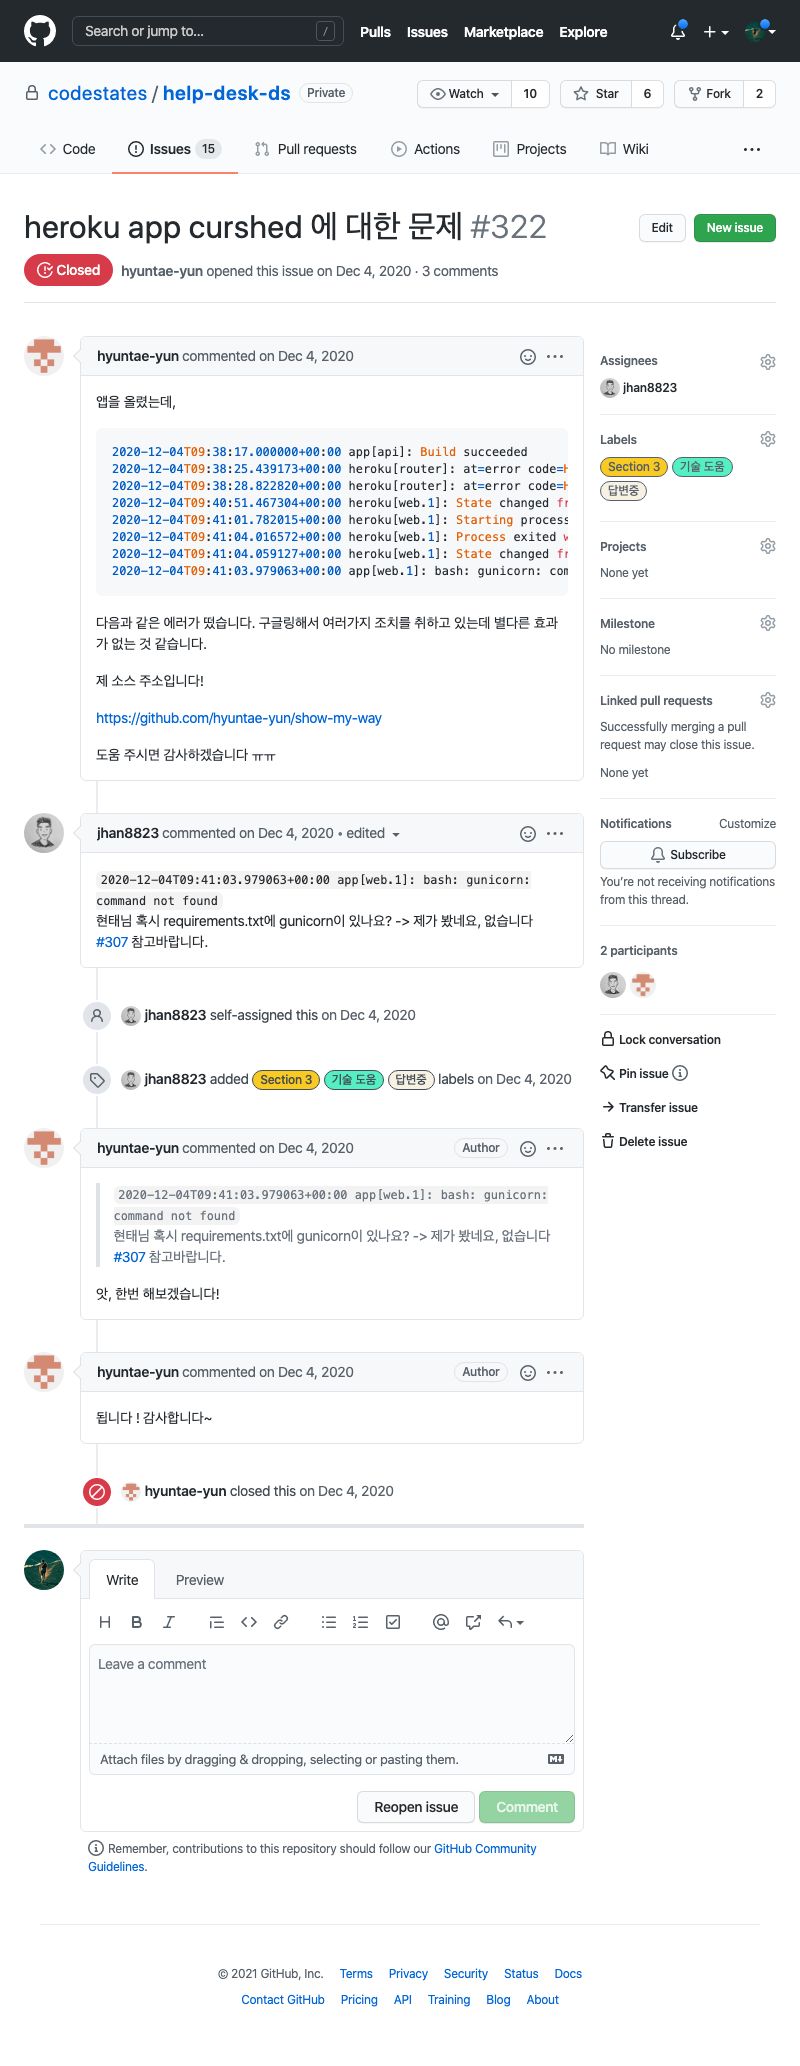 Search or jump to... /
Pulls Issues Marketplace Explore
codestates / help-desk-ds Private
Watch 10 Star 6 Fork 2
Code Issues 15 Pull requests Actions Projects Wiki
heroku app curshed 에 대한 문제 #322
Edit New issue
Closed hyuntae-yun opened this issue on Dec 4, 2020 · 3 comments
hyuntae-yun commented on Dec 4, 2020
앱을 올렸는데,
2020-12-04T09:38:17.000000+00:00 app[api]: Build succeeded
2020-12-04T09:38:25.439173+00:00 heroku[router]: at=error code=H
2020-12-04T09:38:28.822820+00:00 heroku[router]: at=error code=H
2020-12-04T09:40:51.467304+00:00 heroku[web.1]: State changed fr
2020-12-04T09:41:01.782015+00:00 heroku[web.1]: Starting process
2020-12-04T09:41:04.016572+00:00 heroku[web.1]: Process exited w
2020-12-04T09:41:04.059127+00:00 heroku[web.1]: State changed fr
2020-12-04T09:41:03.979063+00:00 app[web.1]: bash: gunicorn: com
다음과 같은 에러가 떴습니다. 구글링해서 여러가지 조치를 취하고 있는데 별다른 효과
가 없는 것 같습니다.
제 소스 주소입니다!
https://github.com/hyuntae-yun/show-my-way
도움 주시면 감사하겠습니다 ㅠㅠ
jhan8823 commented on Dec 4, 2020 • edited
2020-12-04T09:41:03.979063+00:00 app[web.1]: bash: gunicorn:
command not found
현태님 혹시 requirements.txt에 gunicorn이 있나요? -> 제가 봤네요, 없습니다
#307 참고바랍니다.
jhan8823 self-assigned this on Dec 4, 2020
jhan8823 added Section 3 기술 도움 답변중 labels on Dec 4, 2020
hyuntae-yun commented on Dec 4, 2020 Author
2020-12-04T09:41:03.979063+00:00 app[web.1]: bash: gunicorn:
command not found
현태님 혹시 requirements.txt에 gunicorn이 있나요? -> 제가 봤네요, 없습니다
#307 참고바랍니다.
앗, 한번 해보겠습니다!
hyuntae-yun commented on Dec 4, 2020 Author
됩니다 ! 감사합니다~
hyuntae-yun closed this on Dec 4, 2020
Write Preview
H B I
Leave a comment
Attach files by dragging & dropping, selecting or pasting them.
Reopen issue Comment
Remember, contributions to this repository should follow our GitHub Community
Guidelines.
Assignees
jhan8823
Labels
Section 3 기술 도움
답변중
Projects
None yet
Milestone
No milestone
Linked pull requests
Successfully merging a pull
request may close this issue.
None yet
Notifications Customize
Subscribe
You're not receiving notifications
from this thread.
2 participants
Lock conversation
Pin issue
Transfer issue
Delete issue
© 2021 GitHub, Inc. Terms Privacy Security Status Docs
Contact GitHub Pricing API Training Blog About